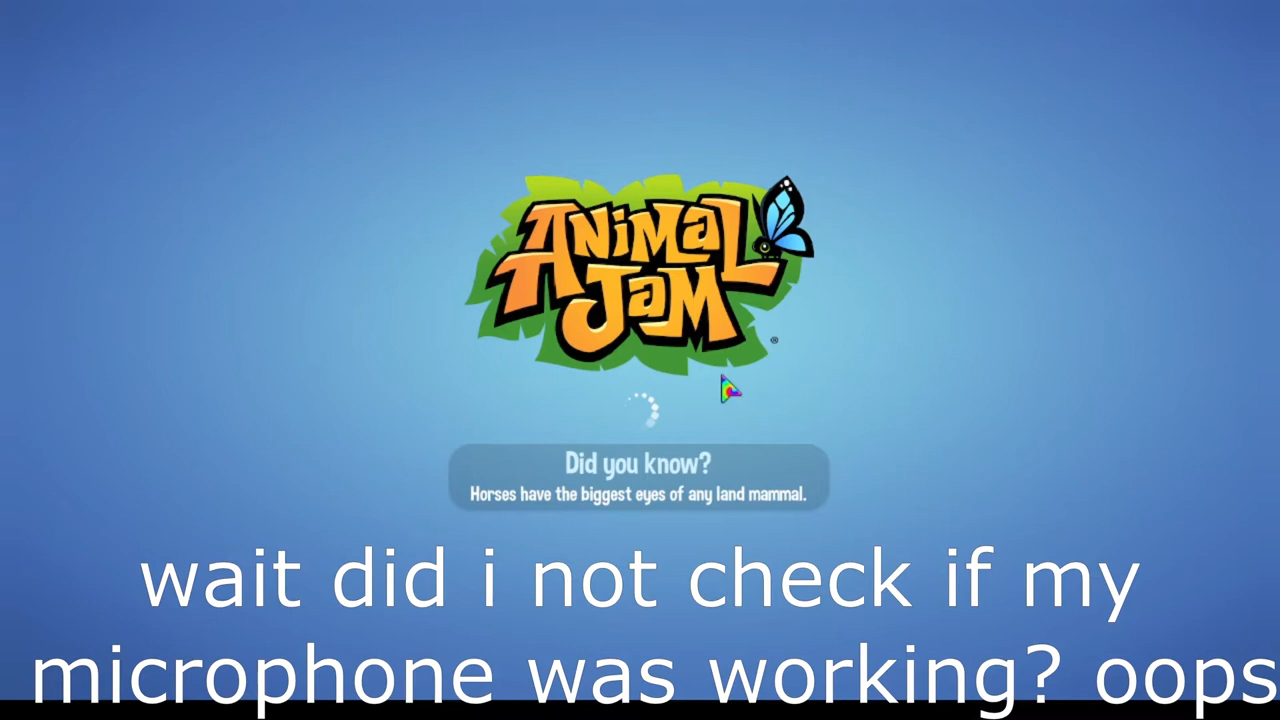 ANiMaL
JaM
®
Did you know?
Horses have the biggest eyes of any land mammal.
wait did i not check if my
microphone was working? oops